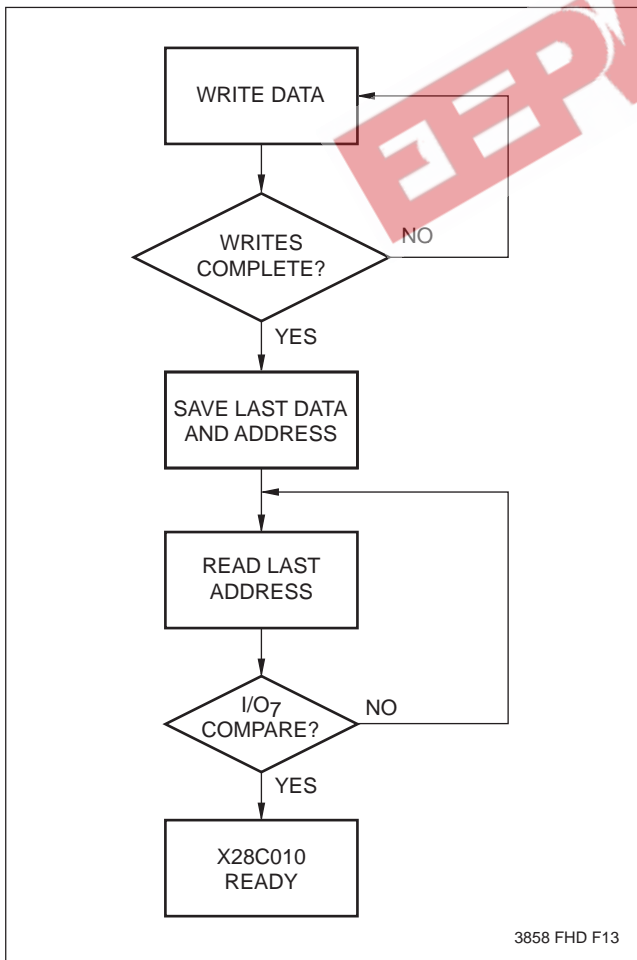 WRITE DATA
WRITES
COMPLETE?
NO
YES
SAVE LAST DATA
AND ADDRESS
READ LAST
ADDRESS
I/O7
COMPARE?
NO
YES
X28C010
READY
3858 FHD F13